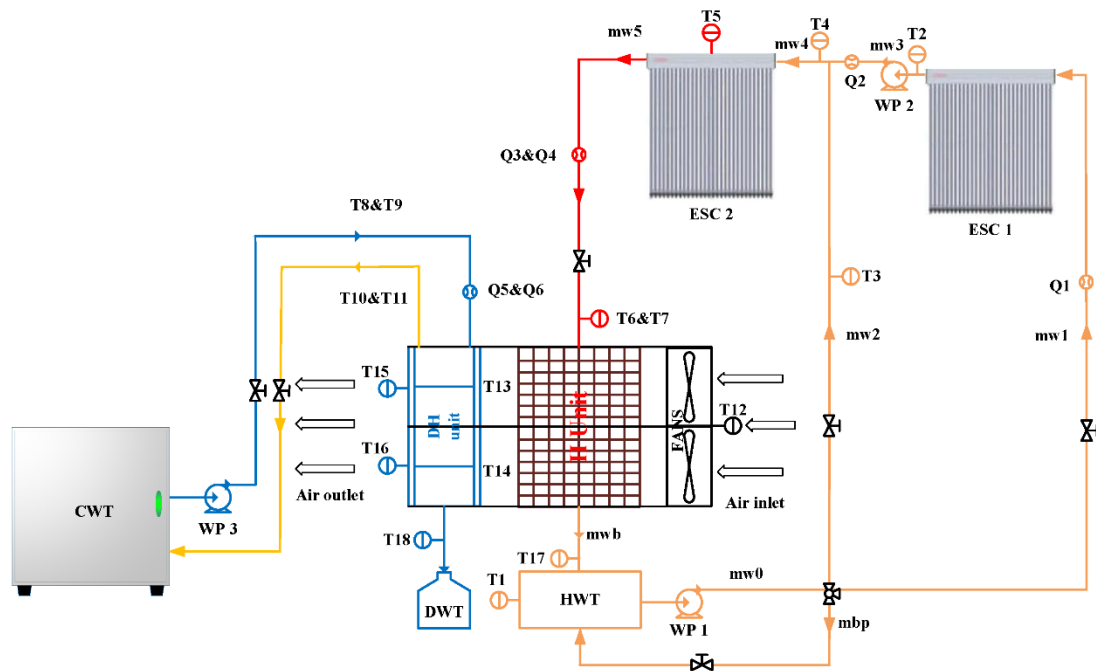 T5
T4
T2
mw5
mw4
mw3
Q2
WP 2
Q3&Q4
ESC 2
ESC 1
T8&T9
T3
Q1
T10&T11
Q5&Q6
T6&T7
mw2
mw1
T15
T13
DH
unit
H Unit
FANS
T12
T16
T14
Air outlet
Air inlet
CWT
WP 3
T18
mwb
T17
T1
mw0
DWT
HWT
WP 1
mbp